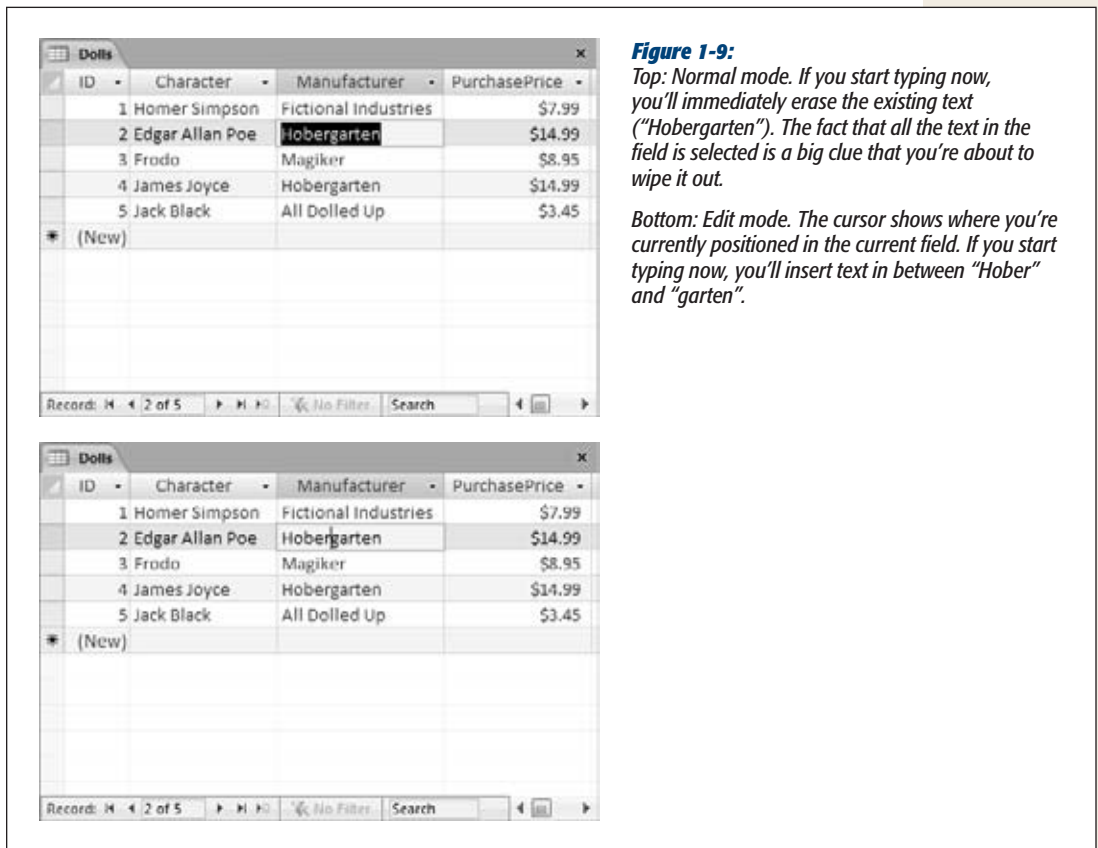 Dolls
ID Character Manufacturer PurchasePrice
1 Homer Simpson Fictional Industries $7.99
2 Edgar Allan Poe Hobergarten $14.99
3 Frodo Magiker $8.95
4 James Joyce Hobergarten $14.99
5 Jack Black All Dolled Up $3.45
(New)
Record: 2 of 5 No Filter Search
Figure 1-9:
Top: Normal mode. If you start typing now,
you’ll immediately erase the existing text
(“Hobergarten”). The fact that all the text in the
field is selected is a big clue that you’re about to
wipe it out.
Bottom: Edit mode. The cursor shows where you’re
currently positioned in the current field. If you start
typing now, you’ll insert text in between “Hober”
and “garten”.
Dolls
ID Character Manufacturer PurchasePrice
1 Homer Simpson Fictional Industries $7.99
2 Edgar Allan Poe Hobergarten $14.99
3 Frodo Magiker $8.95
4 James Joyce Hobergarten $14.99
5 Jack Black All Dolled Up $3.45
(New)
Record: 2 of 5 No Filter Search